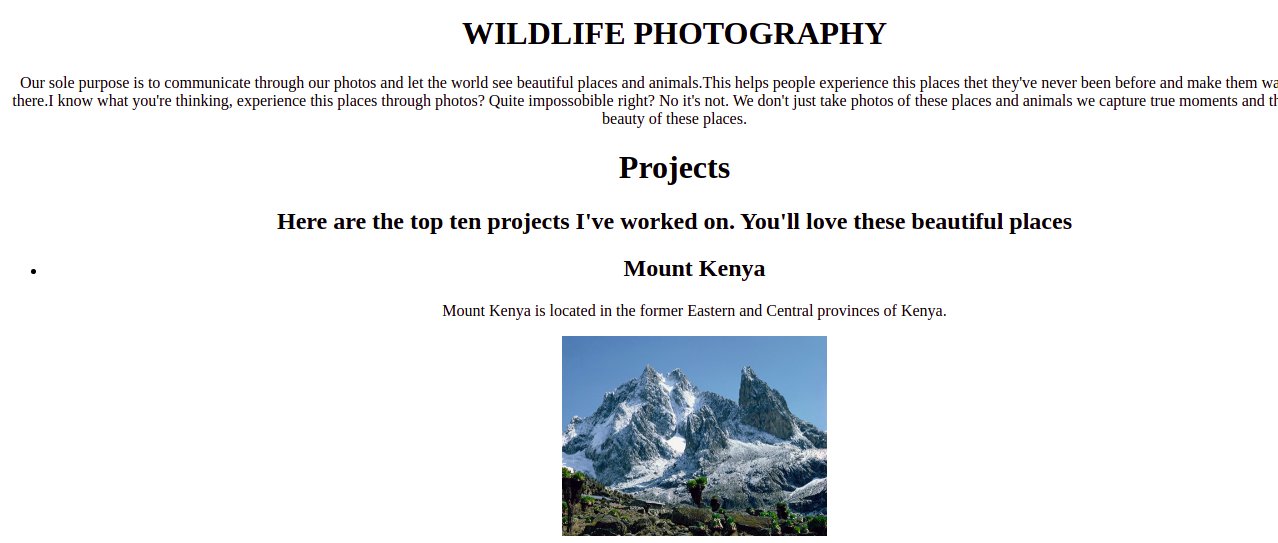 WILDLIFE PHOTOGRAPHY
Our sole purpose is to communicate through our photos and let the world see beautiful places and animals.This helps people experience this places thet they've never been before and make them
there.I know what you're thinking, experience this places through photos? Quite impossobible right? No it's not. We don't just take photos of these places and animals we capture true moments and
beauty of these places.
Projects
Here are the top ten projects I've worked on. You'll love these beautiful places
Mount Kenya
Mount Kenya is located in the former Eastern and Central provinces of Kenya.